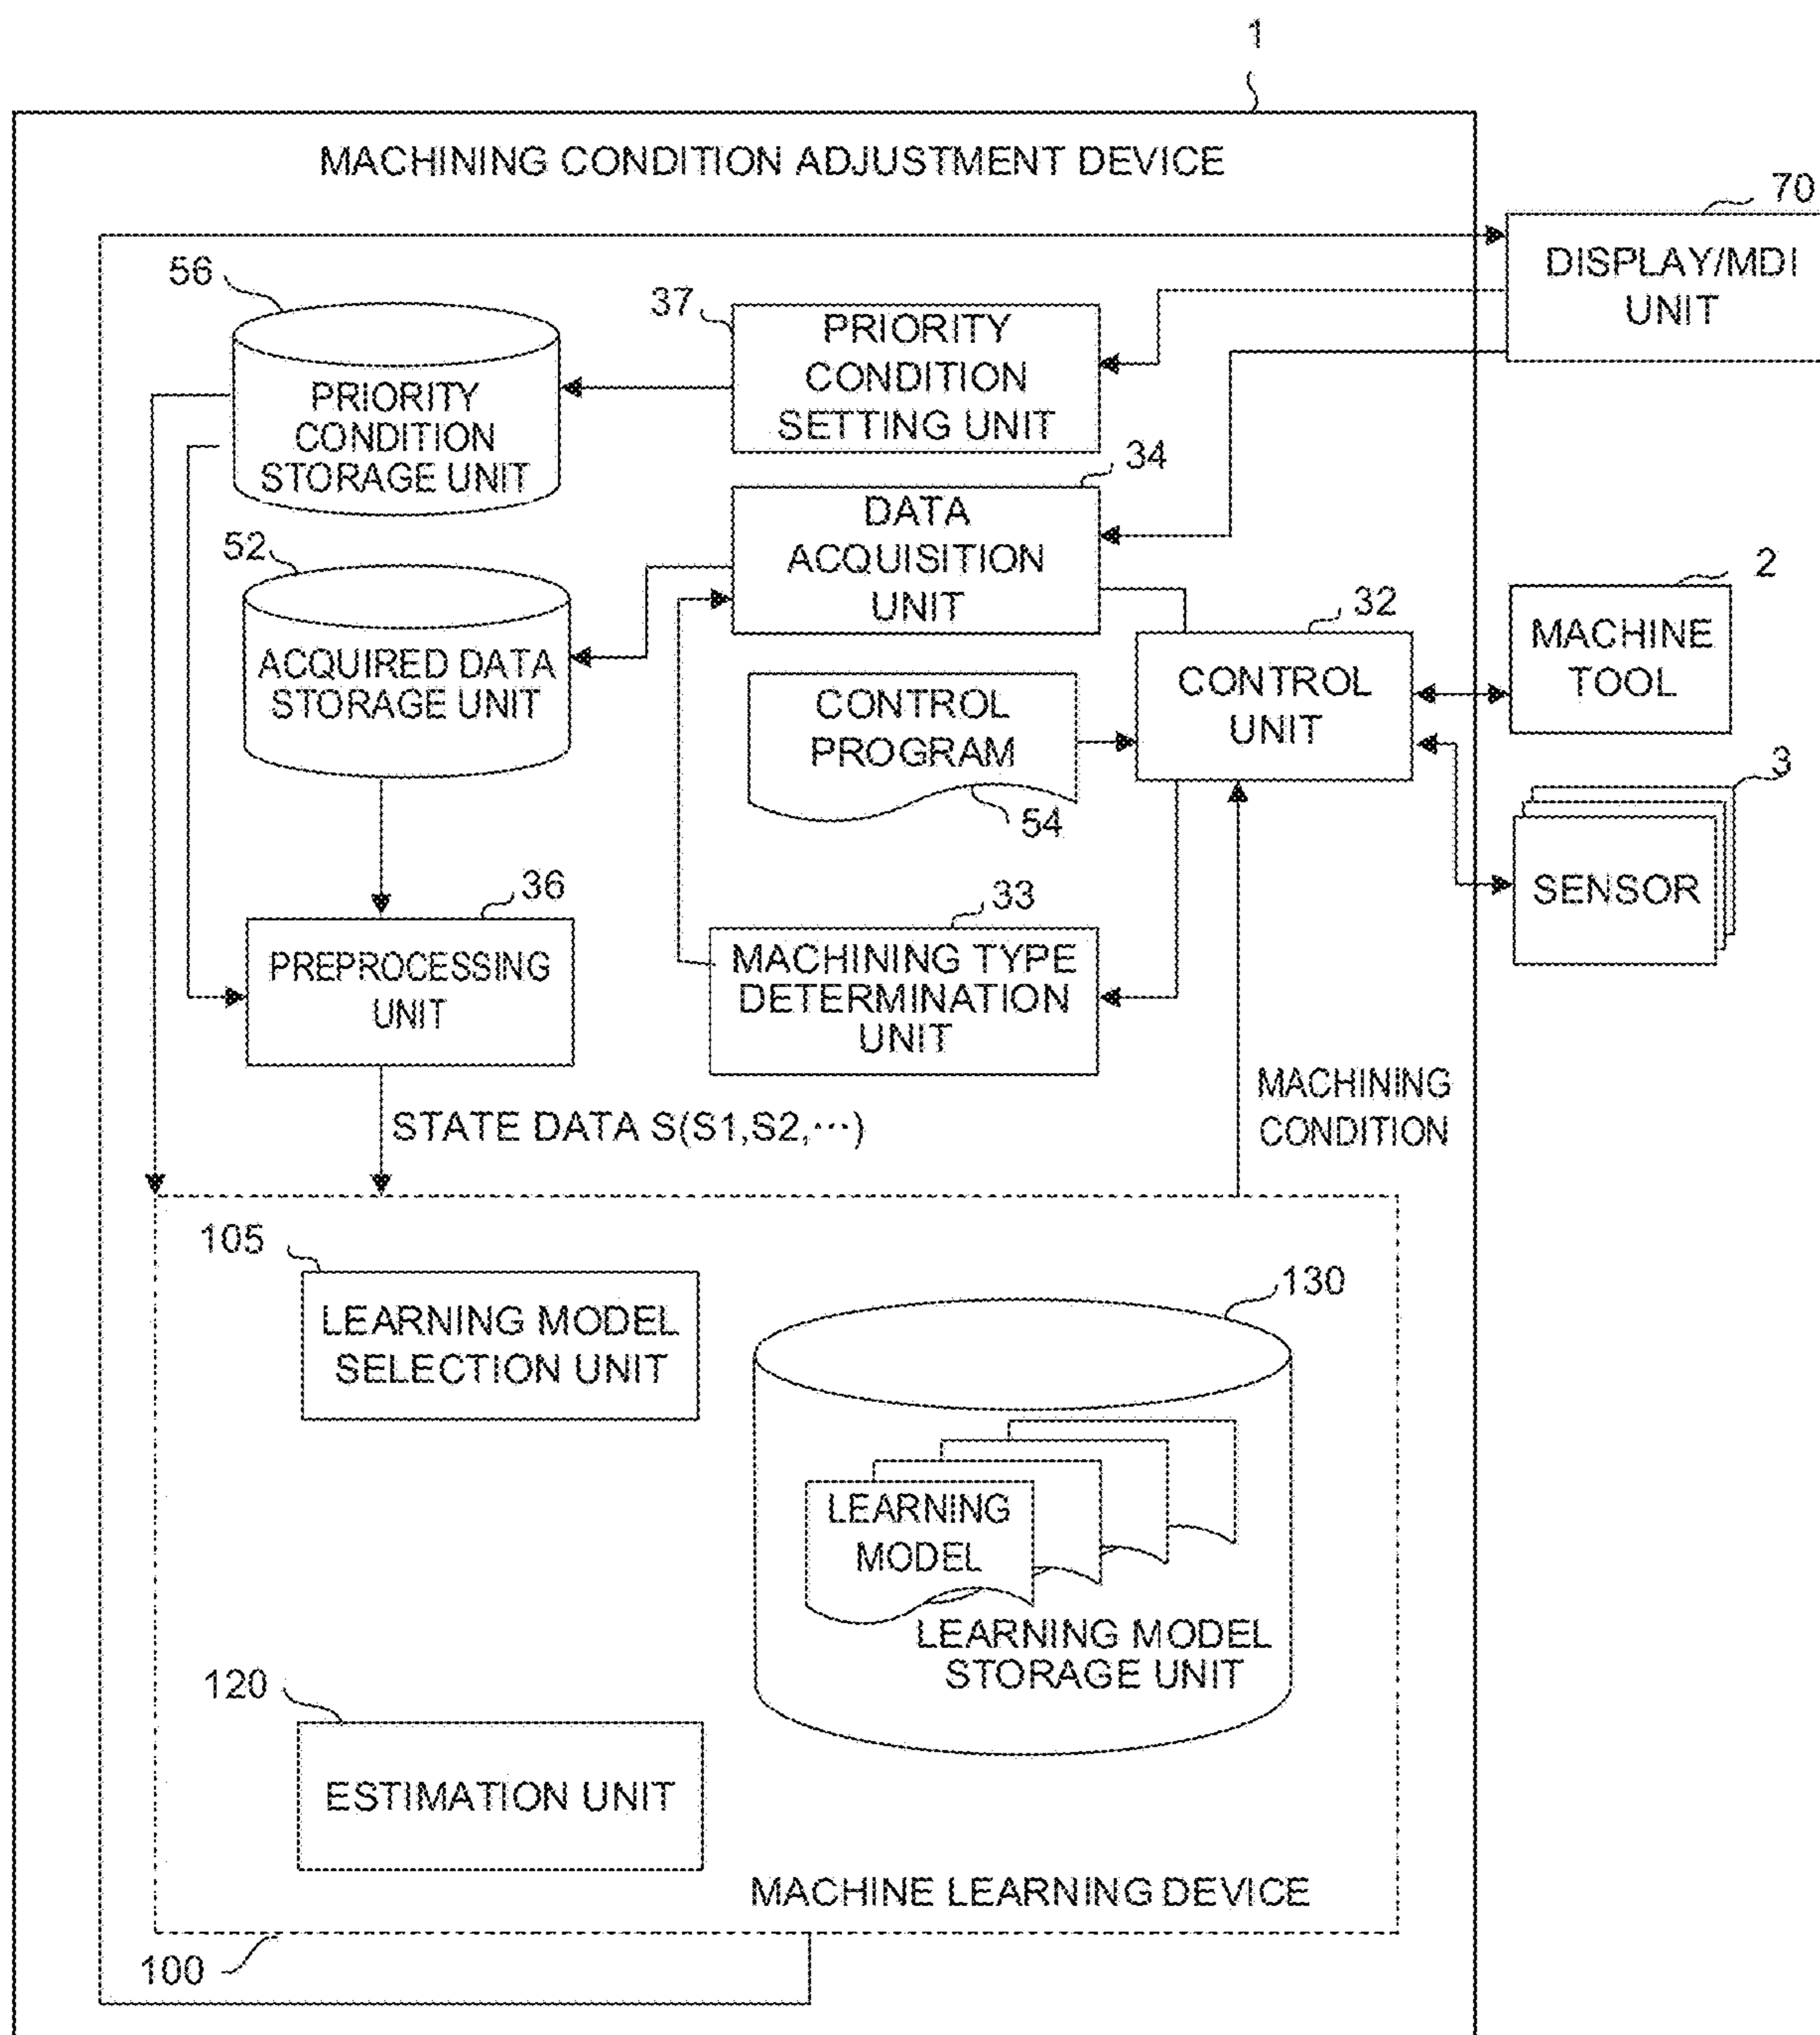 1
MACHINING CONDITION ADJUSTMENT DEVICE
70
DISPLAY/MDI
UNIT
56
PRIORITY
CONDITION
STORAGE UNIT
37
PRIORITY
CONDITION
SETTING UNIT
34
DATA
ACQUISITION
UNIT
52
ACQUIRED DATA
STORAGE UNIT
CONTROL
PROGRAM
54
32
CONTROL
UNIT
2
MACHINE
TOOL
3
SENSOR
36
PREPROCESSING
UNIT
33
MACHINING TYPE
DETERMINATION
UNIT
STATE DATA S(S1,S2,···)
MACHINING
CONDITION
105
LEARNING MODEL
SELECTION UNIT
130
LEARNING
MODEL
LEARNING MODEL
STORAGE UNIT
120
ESTIMATION UNIT
MACHINE LEARNING DEVICE
100